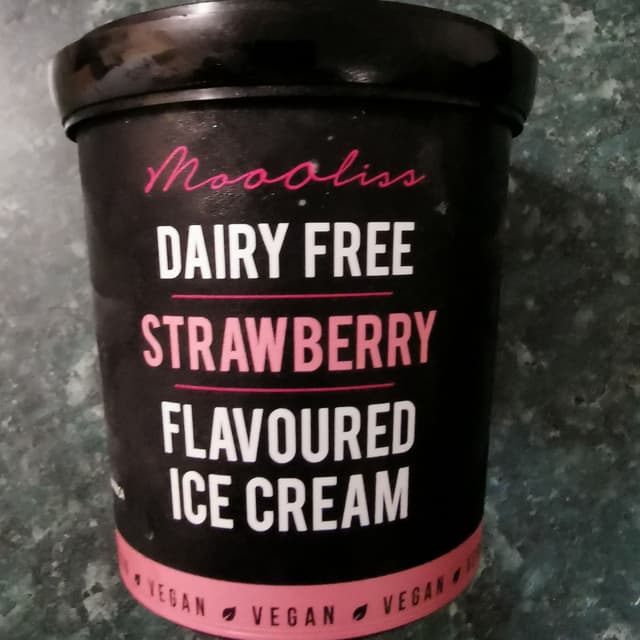 MooOliss
DAIRY FREE
STRAWBERRY
FLAVOURED
ICE CREAM
VEGAN VEGAN VEGAN